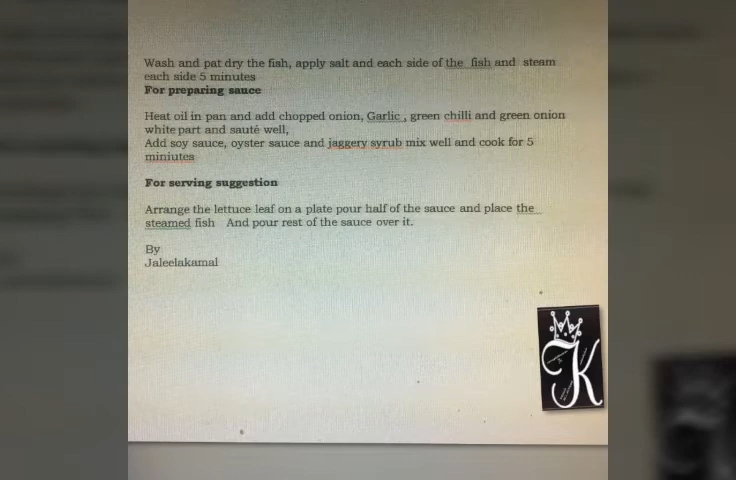 Wash and pat dry the fish, apply salt and each side of the fish and steam
each side 5 minutes
For preparing sauce
Heat oil in pan and add chopped onion, Garlic , green chilli and green onion
white part and sauté well,
Add soy sauce, oyster sauce and jaggery syrub mix well and cook for 5
miniutes
For serving suggestion
Arrange the lettuce leaf on a plate pour half of the sauce and place the
steamed fish And pour rest of the sauce over it.
By
Jaleelakamal
K